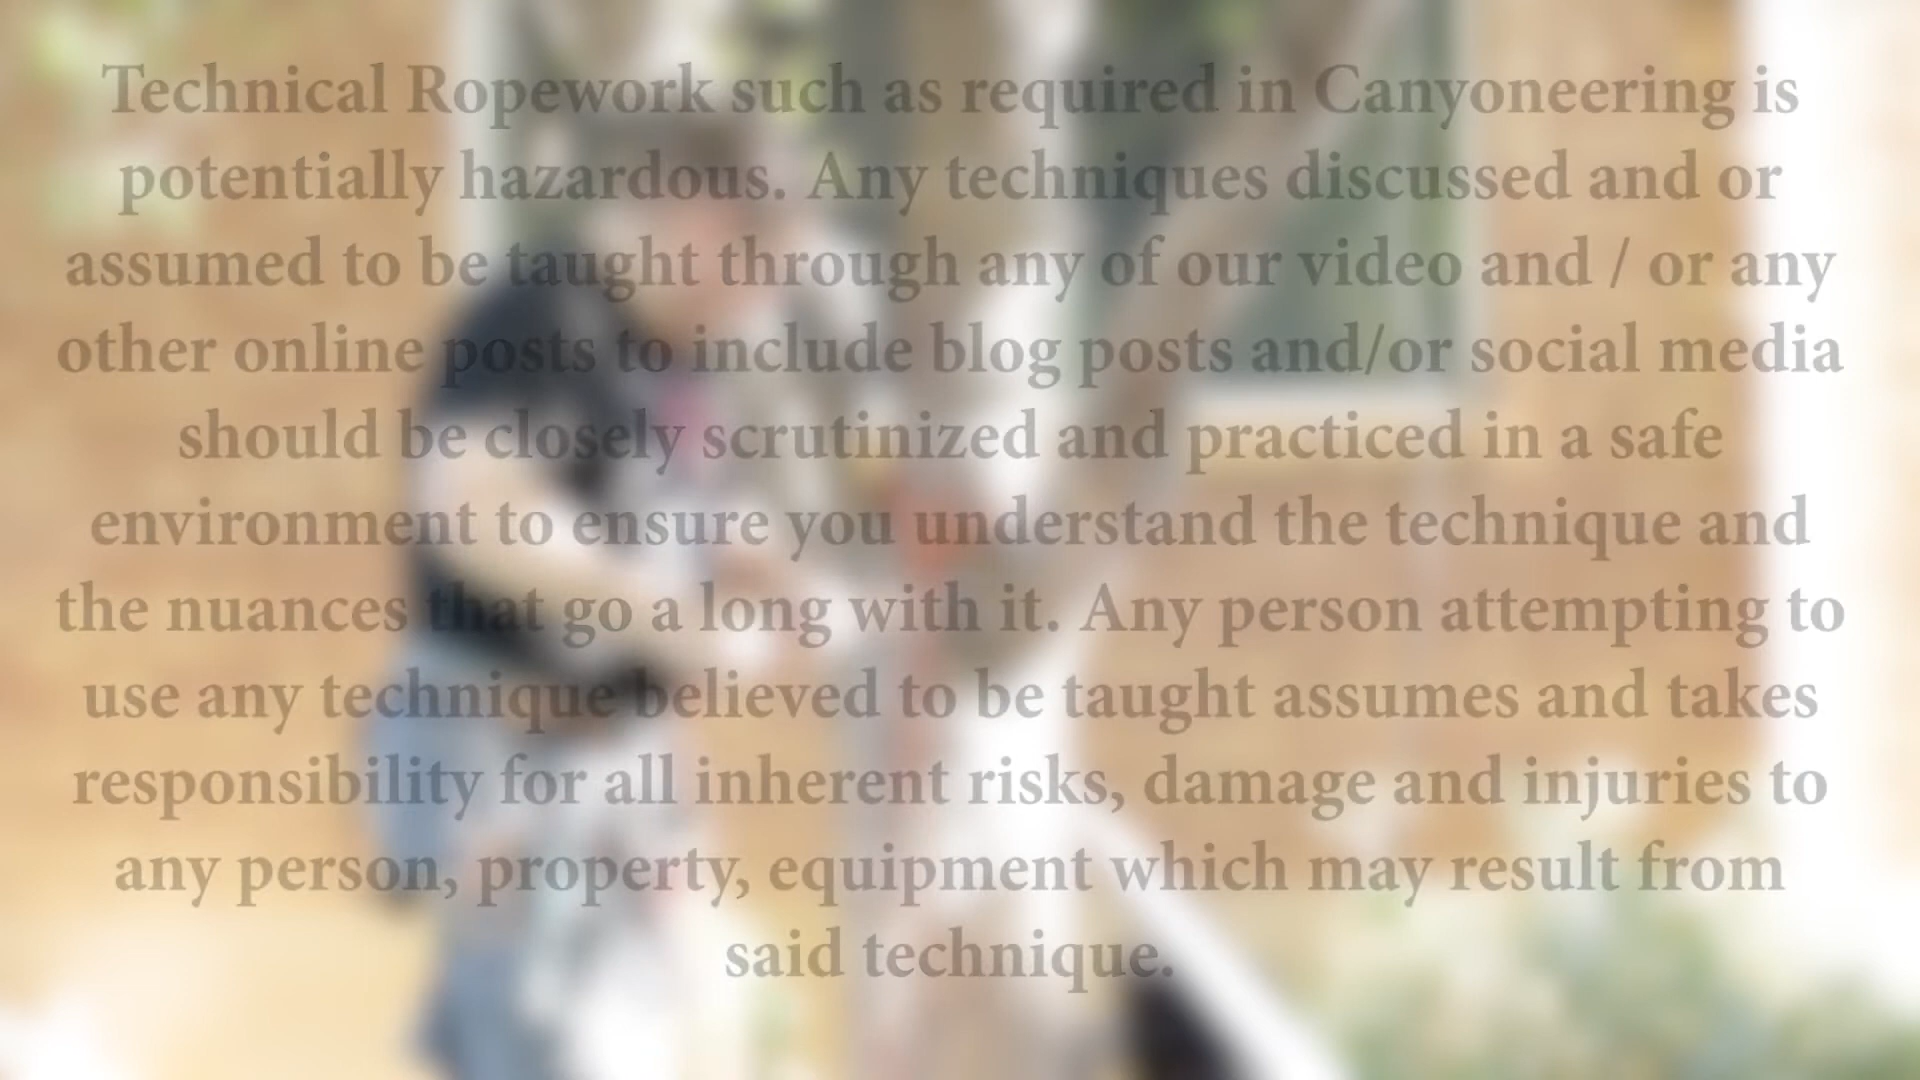 Technical Ropework such as required in Canyoneering is
potentially hazardous. Any techniques discussed and or
assumed to be taught through any of our video and / or any
other online posts to include blog posts and/or social media
should be closely scrutinized and practiced in a safe
environment to ensure you understand the technique and
the nuances that go a long with it. Any person attempting to
use any technique believed to be taught assumes and takes
responsibility for all inherent risks, damage and injuries to
any person, property, equipment which may result from
said technique.